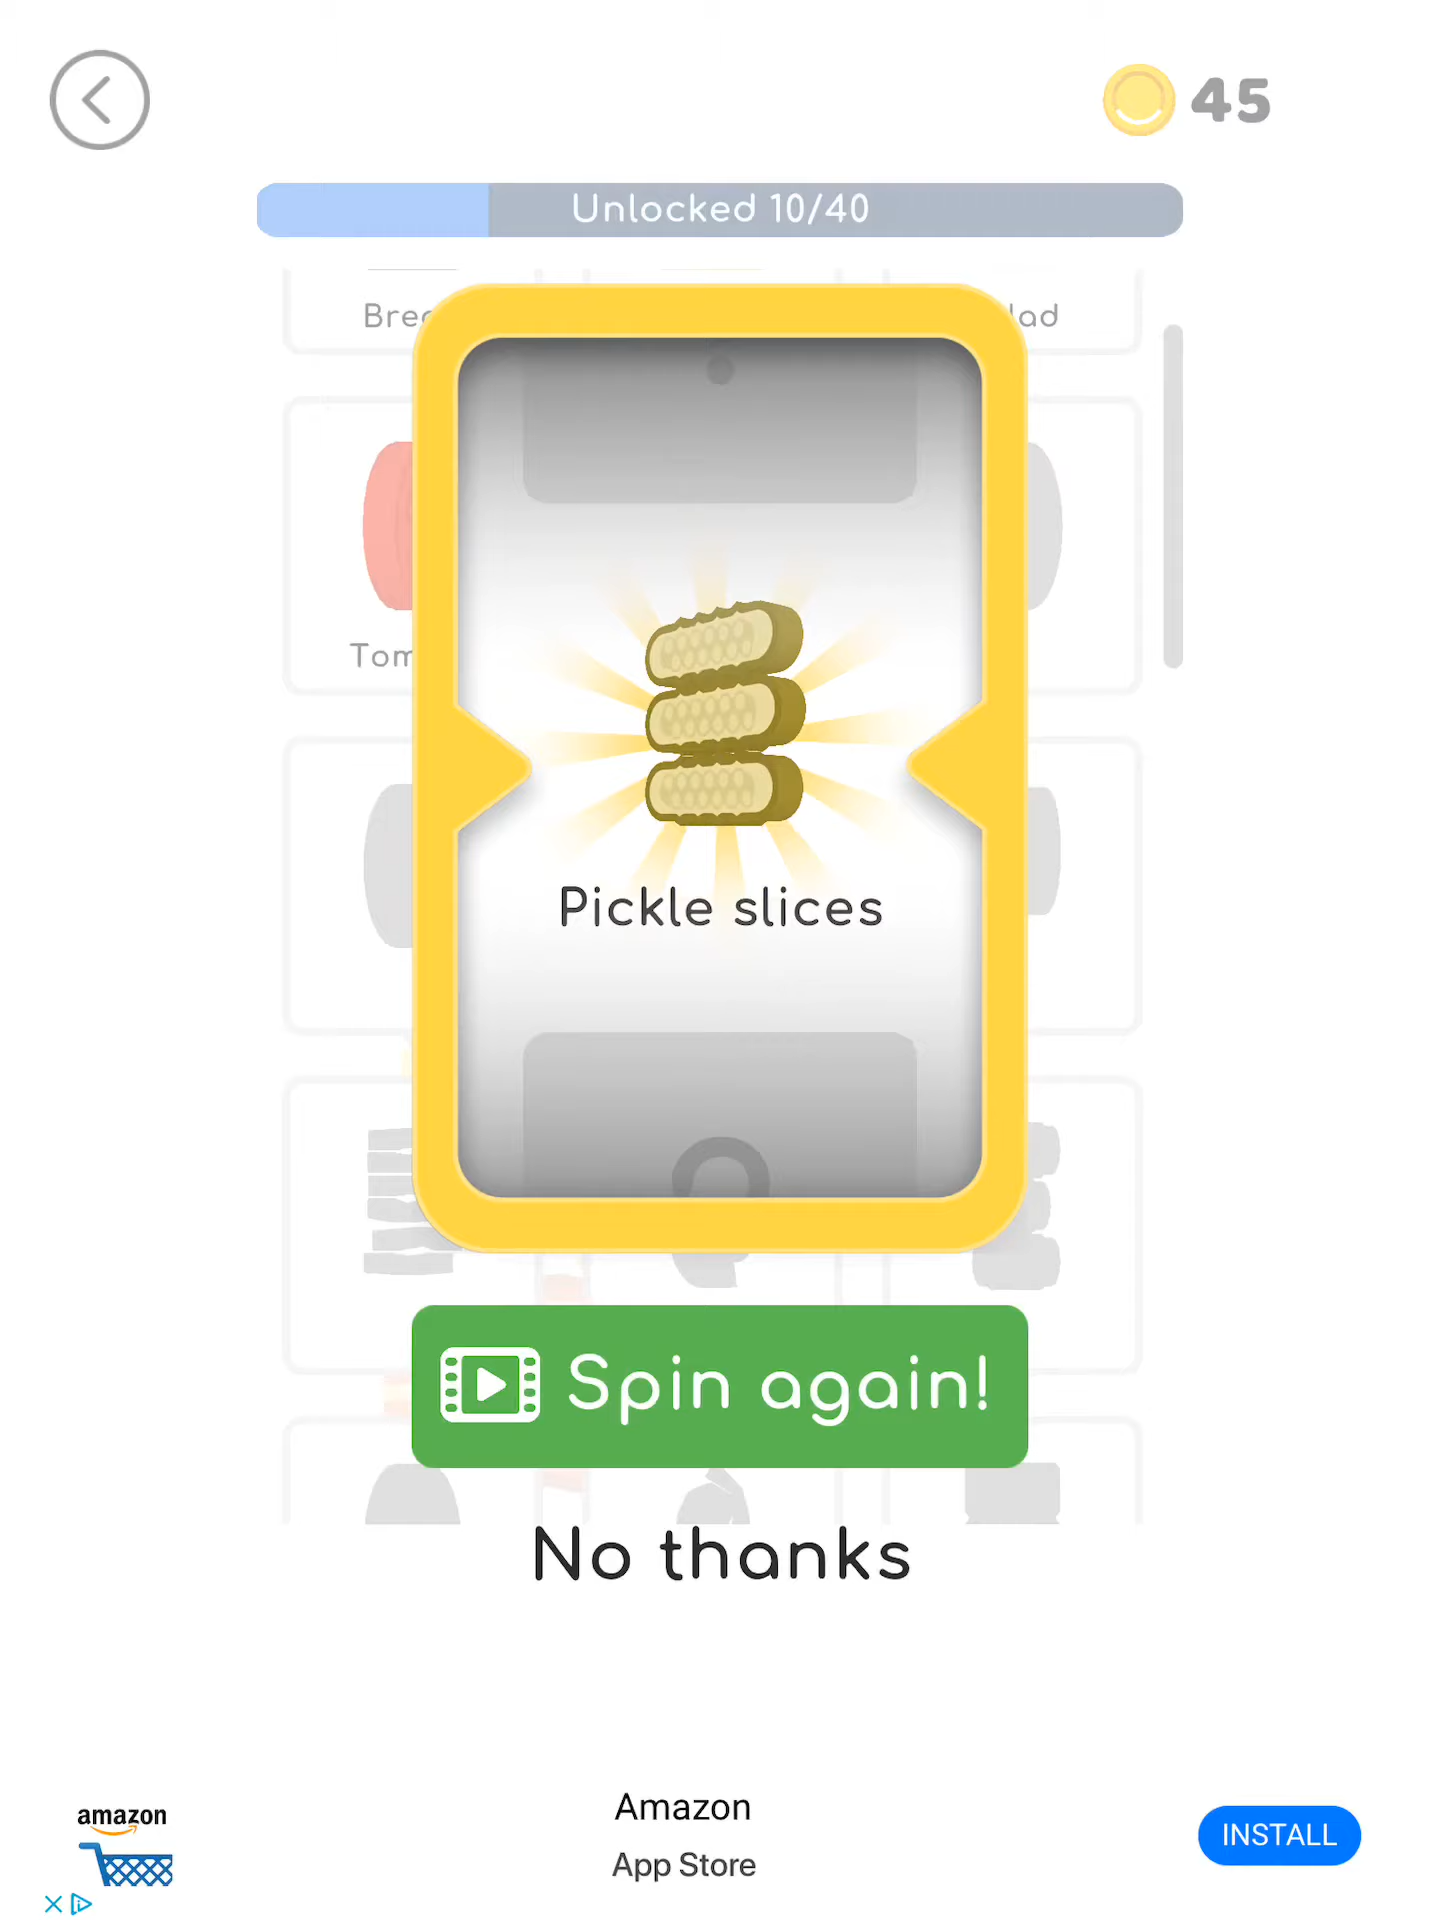 45
Unlocked 10/40
Pickle slices
Spin again!
No thanks
amazon
Amazon
App Store
INSTALL